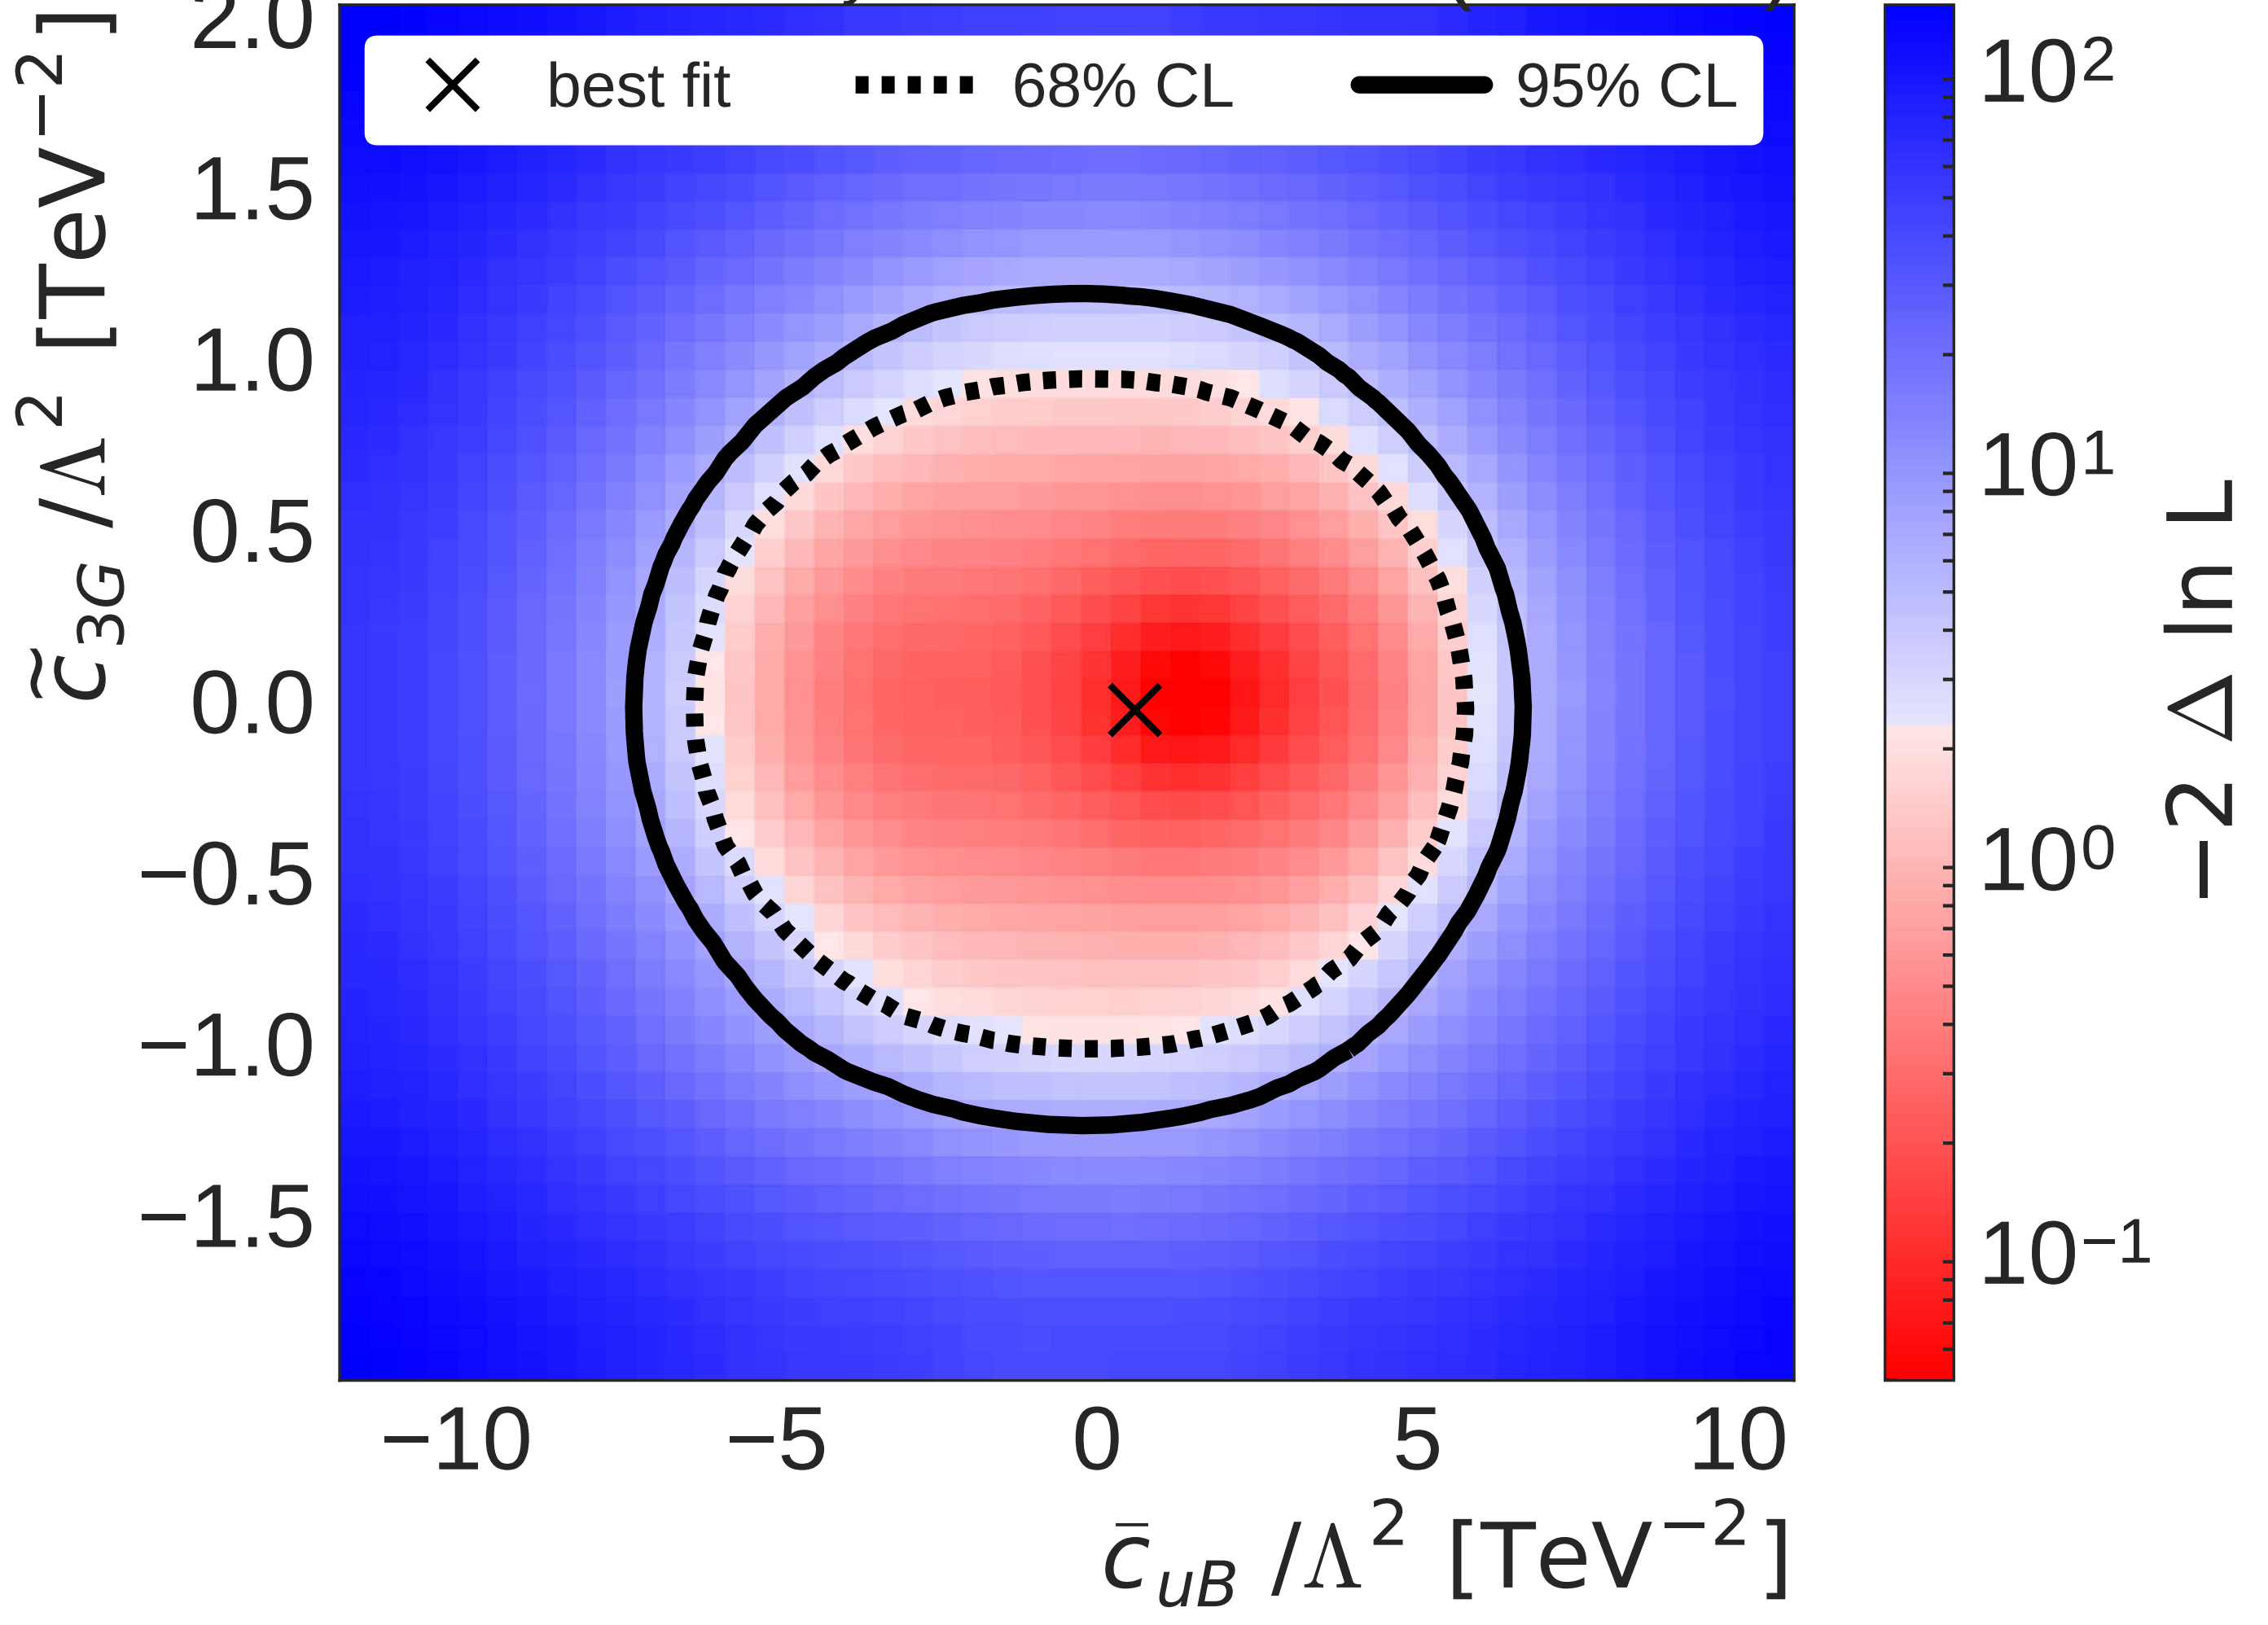 best fit 68% CL 95% CL
2.0
1.5
1.0
0.5
0.0
−0.5
−1.0
−1.5
c̃₃G /Λ² [TeV⁻²]
−10 −5 0 5 10
c̄uB /Λ² [TeV⁻²]
10²
10¹
10⁰
10⁻¹
−2 Δ ln L